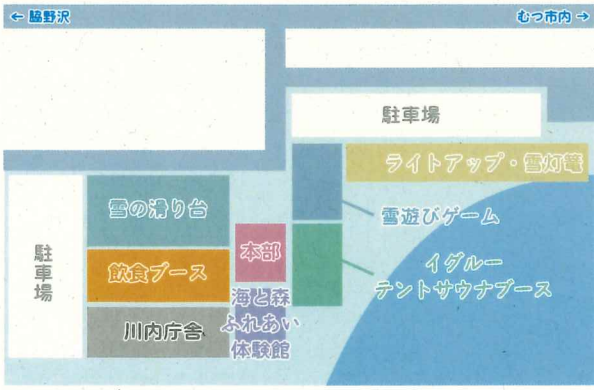 ← 脇野沢
むつ市内 →
駐車場
ライトアップ・雪灯篭
雪の滑り台
雪遊びゲーム
駐車場
飲食ブース
本部
イグルー
テントサウナブース
川内庁舎
海と森
ふれあい
体験館